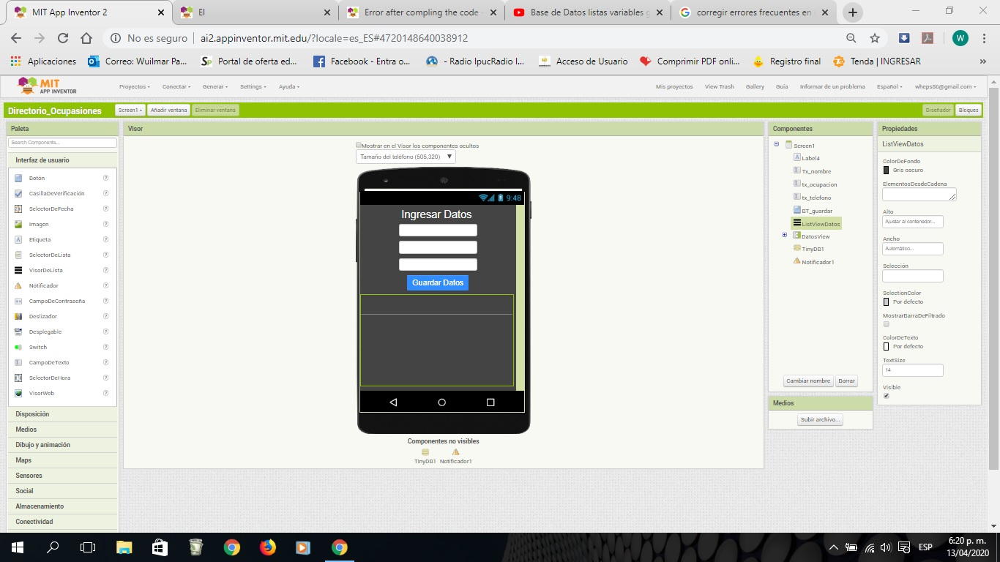 MIT App Inventor 2
El
Error after compling the code -
Base de Datos listas variables g
corregir errores frecuentes en
No es seguro | ai2.appinventor.mit.edu/?locale=es_ES#4720148640038912
W
Aplicaciones
Correo: Wuilmar Pa...
Portal de oferta ed...
Facebook - Entra o...
- Radio IpucRadio I...
Acceso de Usuario
Comprimir PDF onli...
Registro final
Tenda | INGRESAR
»
MIT
APP INVENTOR
Proyectos
Conectar
Generar
Settings
Ayuda
Mis proyectos
View Trash
Gallery
Guía
Informar de un problema
Español
wheps86@gmail.com
Directorio_Ocupasiones
Screen1
Añadir ventana
Eliminar ventana
Diseñador
Bloques
Paleta
Search Components...
Interfaz de usuario
Botón
CasillaDeVerificación
SelectorDeFecha
Imagen
Etiqueta
SelectorDeLista
VisorDeLista
Notificador
CampoDeContraseña
Deslizador
Desplegable
Switch
CampoDeTexto
SelectorDeHora
VisorWeb
Disposición
Medios
Dibujo y animación
Maps
Sensores
Social
Almacenamiento
Conectividad
Visor
Mostrar en el Visor los componentes ocultos
Tamaño del teléfono (505,320)
9:48
Ingresar Datos
Guardar Datos
Componentes no visibles
TinyDB1
Notificador1
Componentes
Screen1
Label4
Tx_nombre
tx_ocupacion
tx_telefono
BT_guardar
ListViewDatos
DatosView
TinyDB1
Notificador1
Cambiar nombre
Borrar
Medios
Subir archivo...
Propiedades
ListViewDatos
ColorDeFondo
Gris oscuro
ElementosDesdeCadena
Alto
Ajustar al contenedor...
Ancho
Automático...
Selección
SelectionColor
Por defecto
MostrarBarraDeFiltrado
ColorDeTexto
Por defecto
TextSize
14
Visible
ESP
6:20 p. m.
13/04/2020